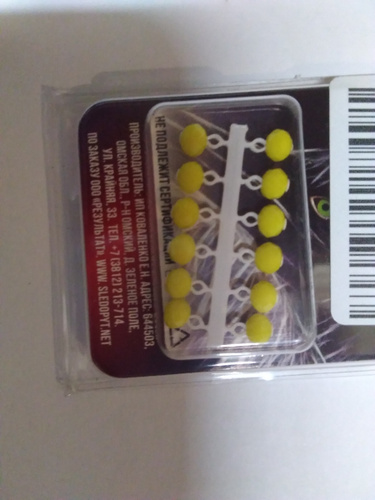 НЕ ПОДЛЕЖИТ СЕРТИФИКАЦИИ
ПРОИЗВОДИТЕЛЬ: ИП КОВАЛЕНКО Е.Н. АДРЕС: 644503,
ОМСКАЯ ОБЛ., Р-Н ОМСКИЙ, Д. ЗЕЛЕНОЕ ПОЛЕ,
УЛ. КРАЙНЯЯ, 33. ТЕЛ. +7 (3812) 213-714.
ПО ЗАКАЗУ ООО «РЕЗУЛЬТАТ», WWW. SLEDOPYT.NET